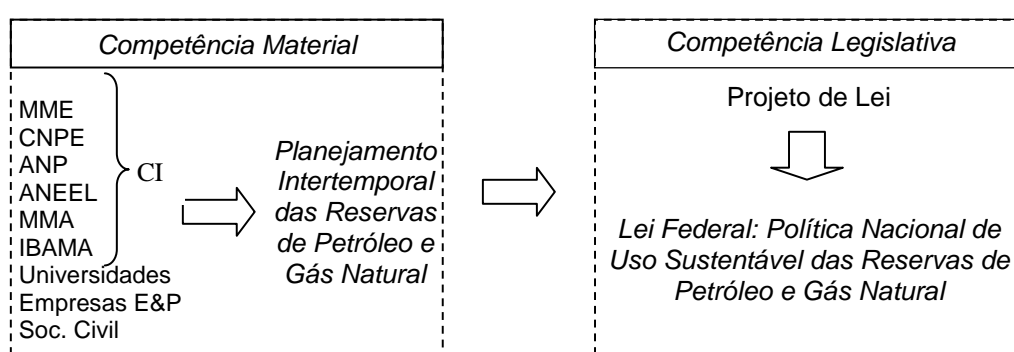 Competência Material
MME
CNPE
ANP
ANEEL
MMA
IBAMA
Universidades
Empresas E&P
Soc. Civil
CI
Planejamento
Intertemporal
das Reservas
de Petróleo e
Gás Natural
Competência Legislativa
Projeto de Lei
Lei Federal: Política Nacional de
Uso Sustentável das Reservas de
Petróleo e Gás Natural